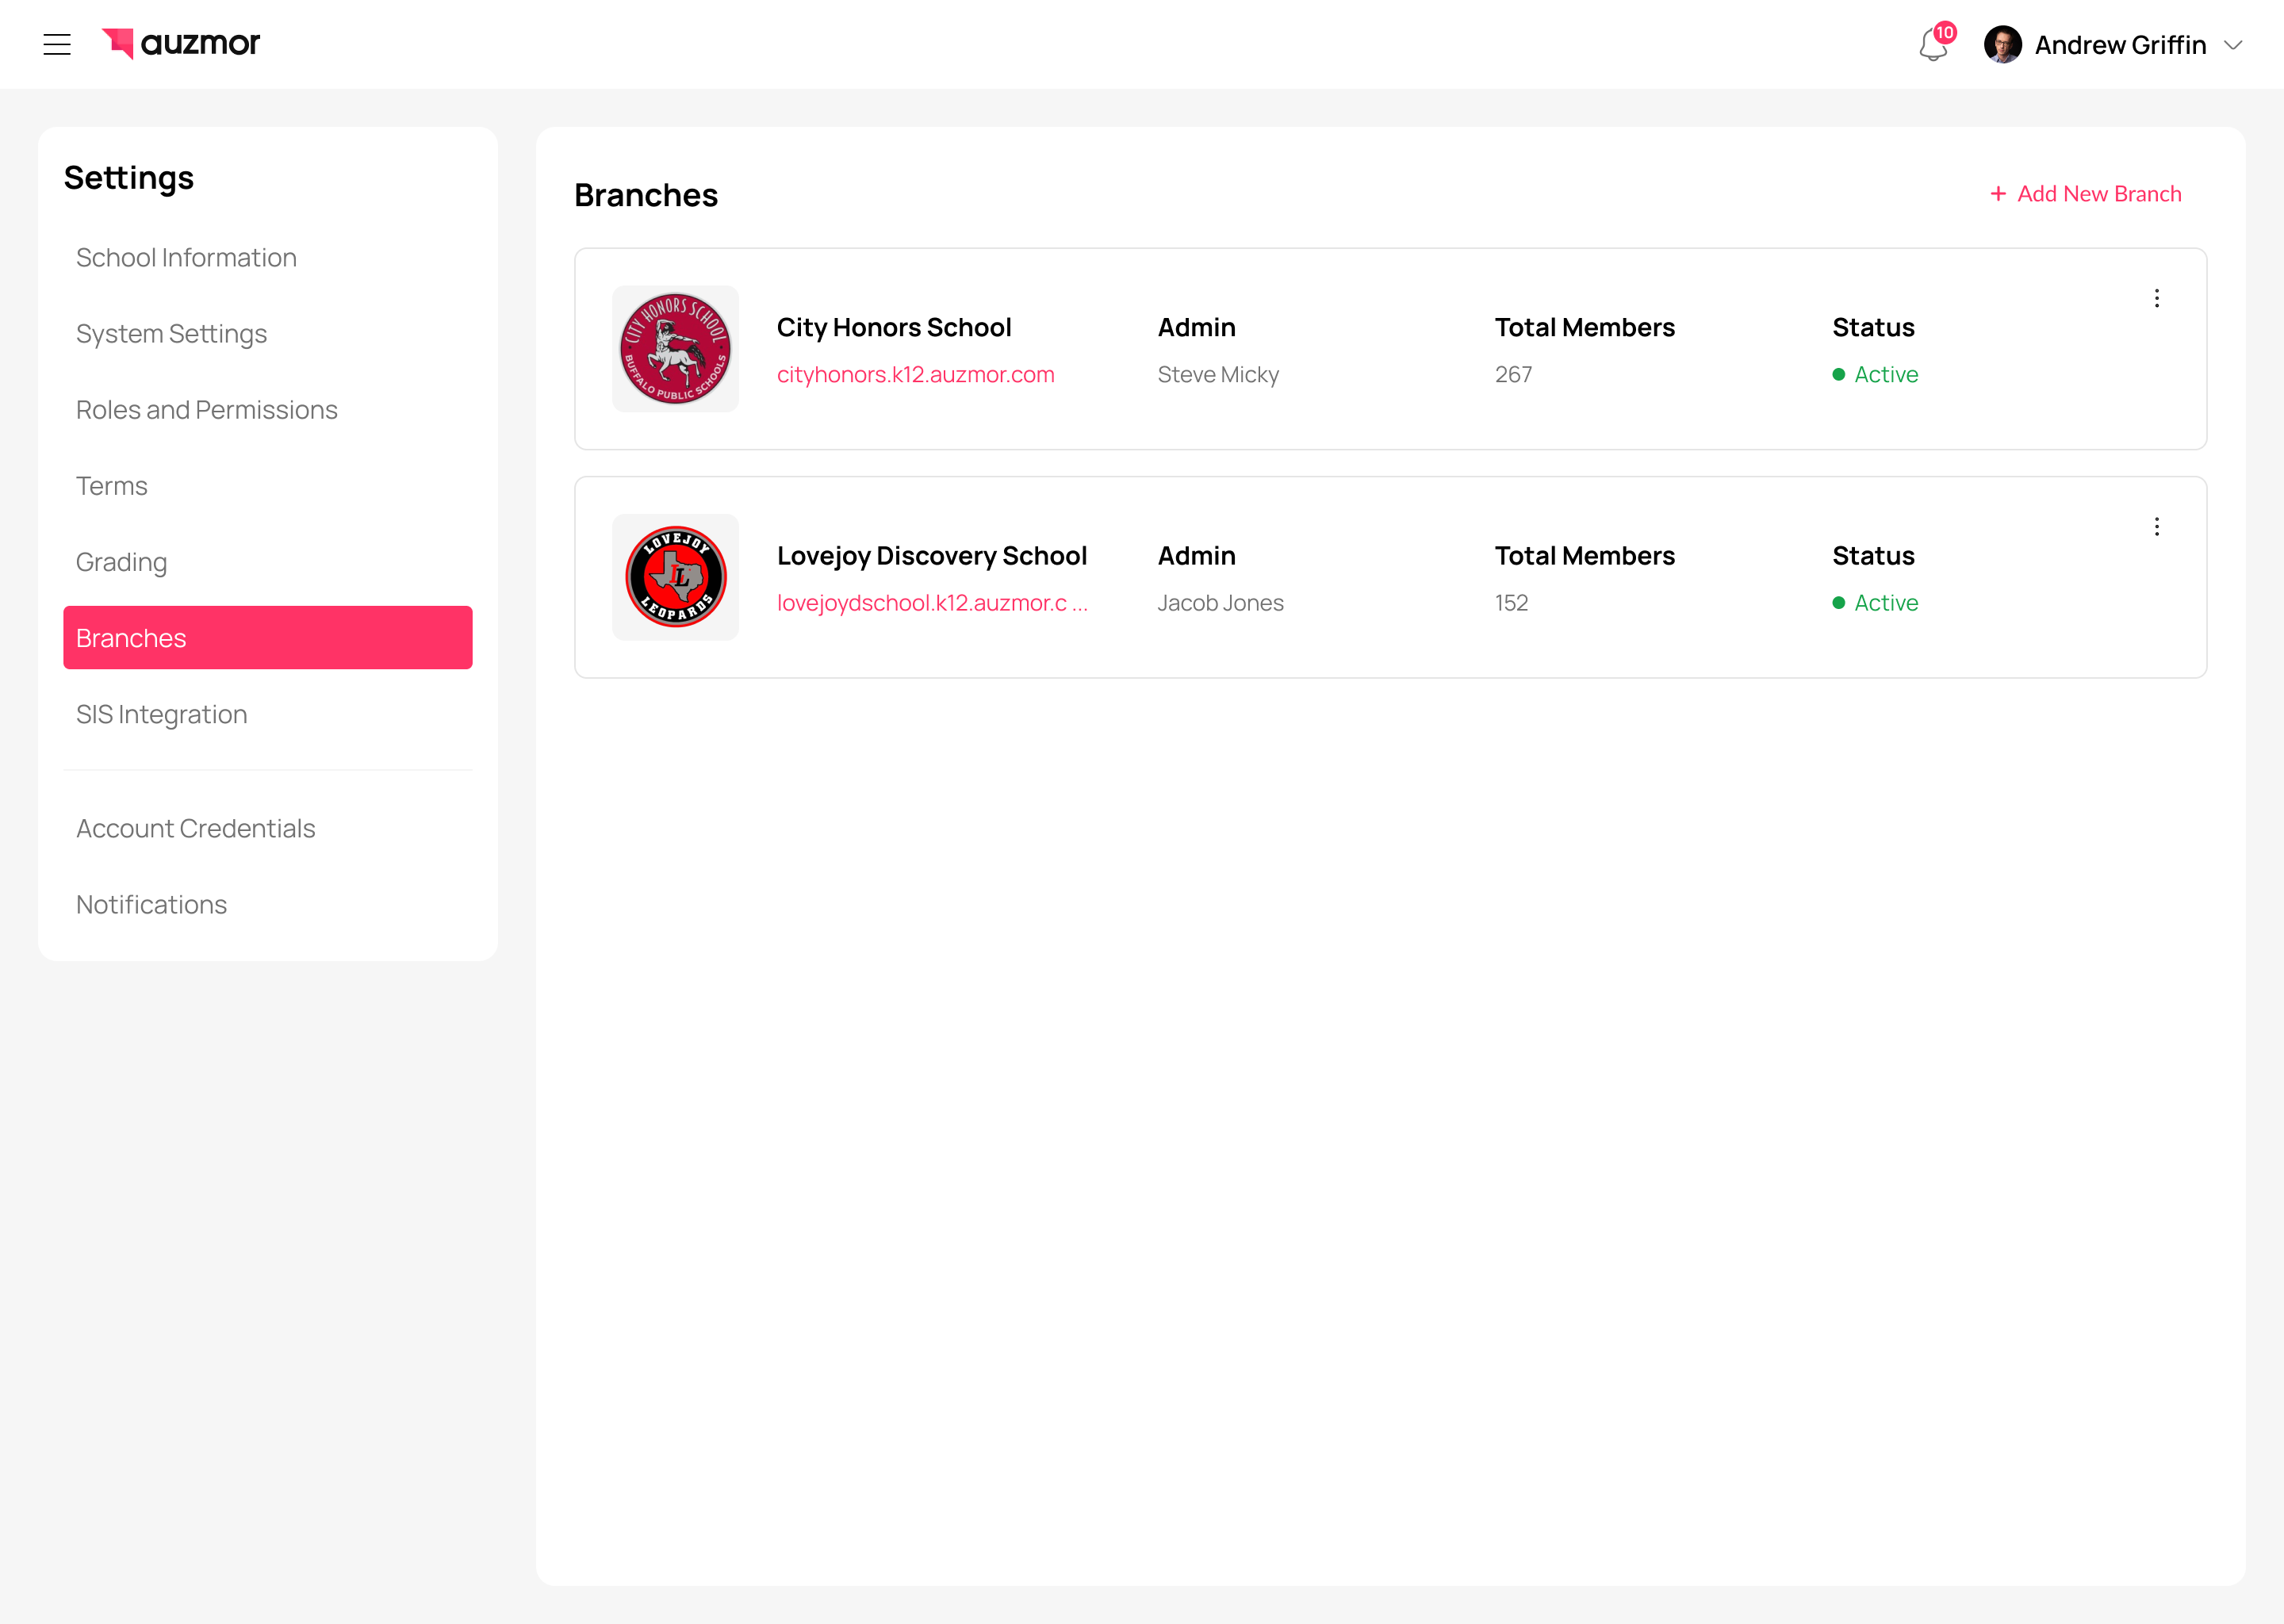 auzmor
10
Andrew Griffin
Settings
School Information
System Settings
Roles and Permissions
Terms
Grading
Branches
SIS Integration
Account Credentials
Notifications
Branches
+ Add New Branch
CITY HONORS SCHOOL
BUFFALO PUBLIC SCHOOLS
City Honors School
cityhonors.k12.auzmor.com
Admin
Steve Micky
Total Members
267
Status
Active
LOVEJOY
LL
LEOPARDS
Lovejoy Discovery School
lovejoydschool.k12.auzmor.c ...
Admin
Jacob Jones
Total Members
152
Status
Active